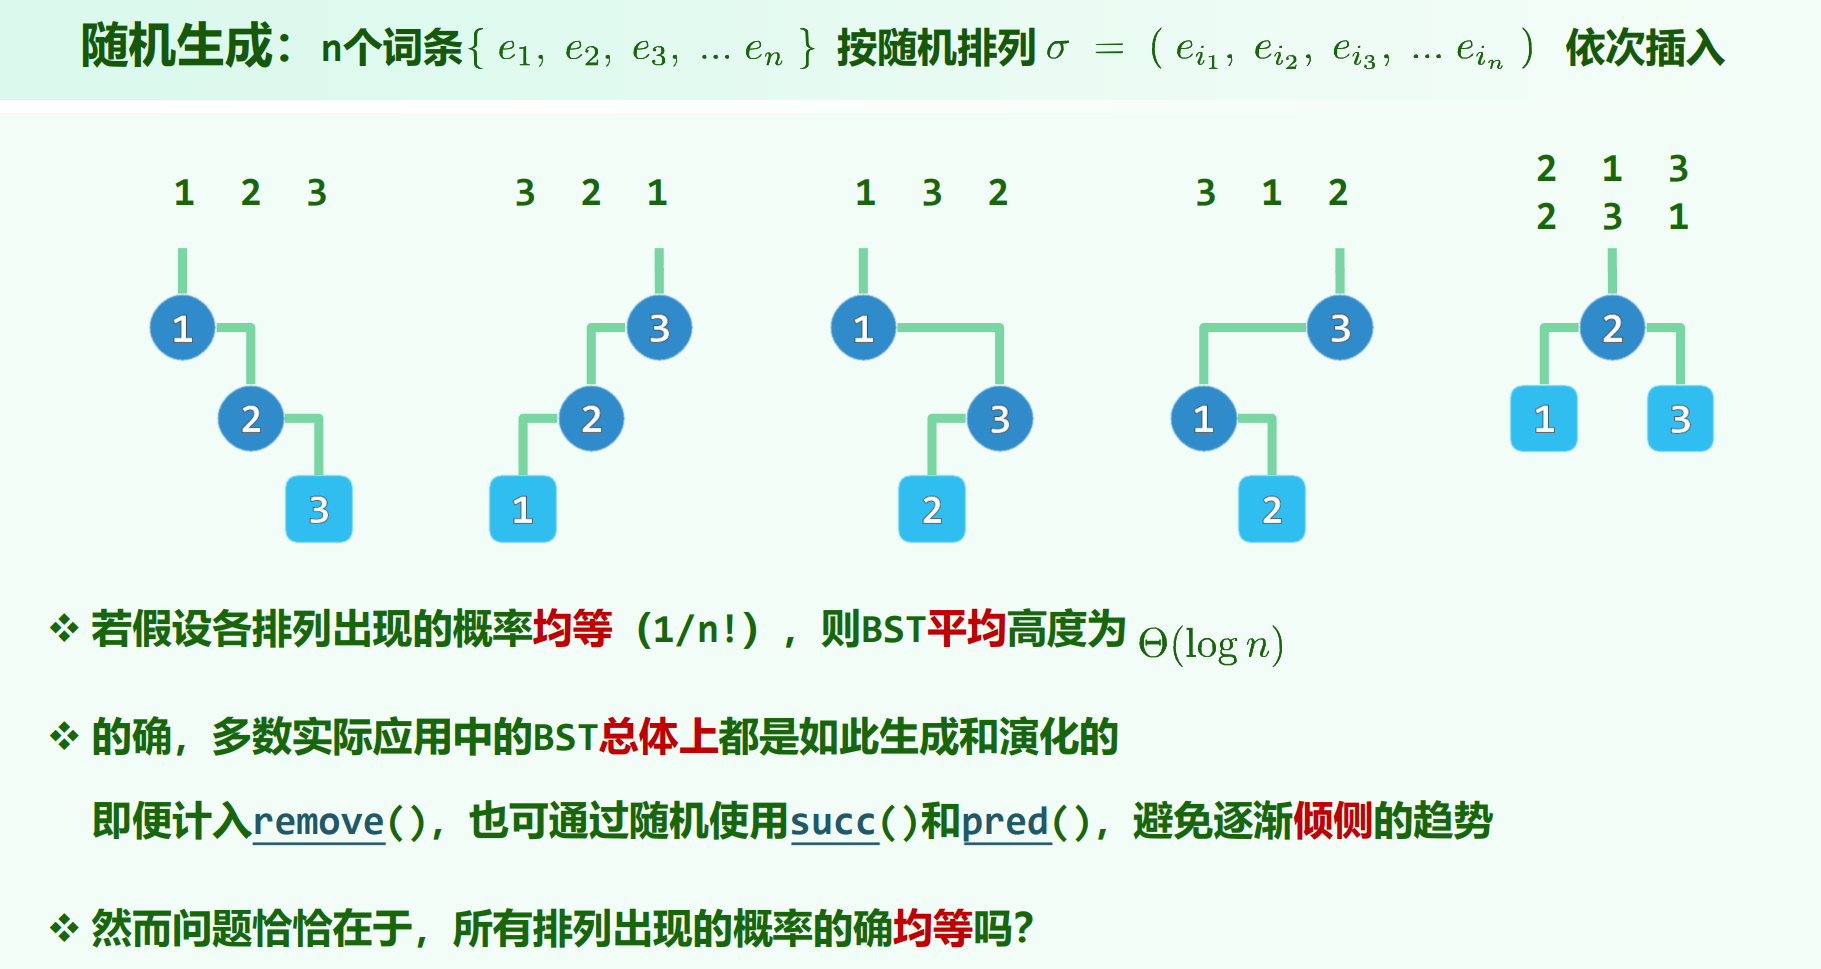 随机生成：n个词条{ e₁, e₂, e₃, … eₙ } 按随机排列 σ = ( e_{i_1}, e_{i_2}, e_{i_3}, … e_{i_n} ) 依次插入
1 2 3
1
2
3
3 2 1
3
2
1
1 3 2
1
3
2
3 1 2
3
1
2
2 1 3
2 3 1
2
1 3
❖ 若假设各排列出现的概率均等（1/n!），则BST平均高度为 Θ(log n)
❖ 的确，多数实际应用中的BST总体上都是如此生成和演化的
即便计入remove()，也可通过随机使用succ()和pred()，避免逐渐倾侧的趋势
❖ 然而问题恰恰在于，所有排列出现的概率的确均等吗？